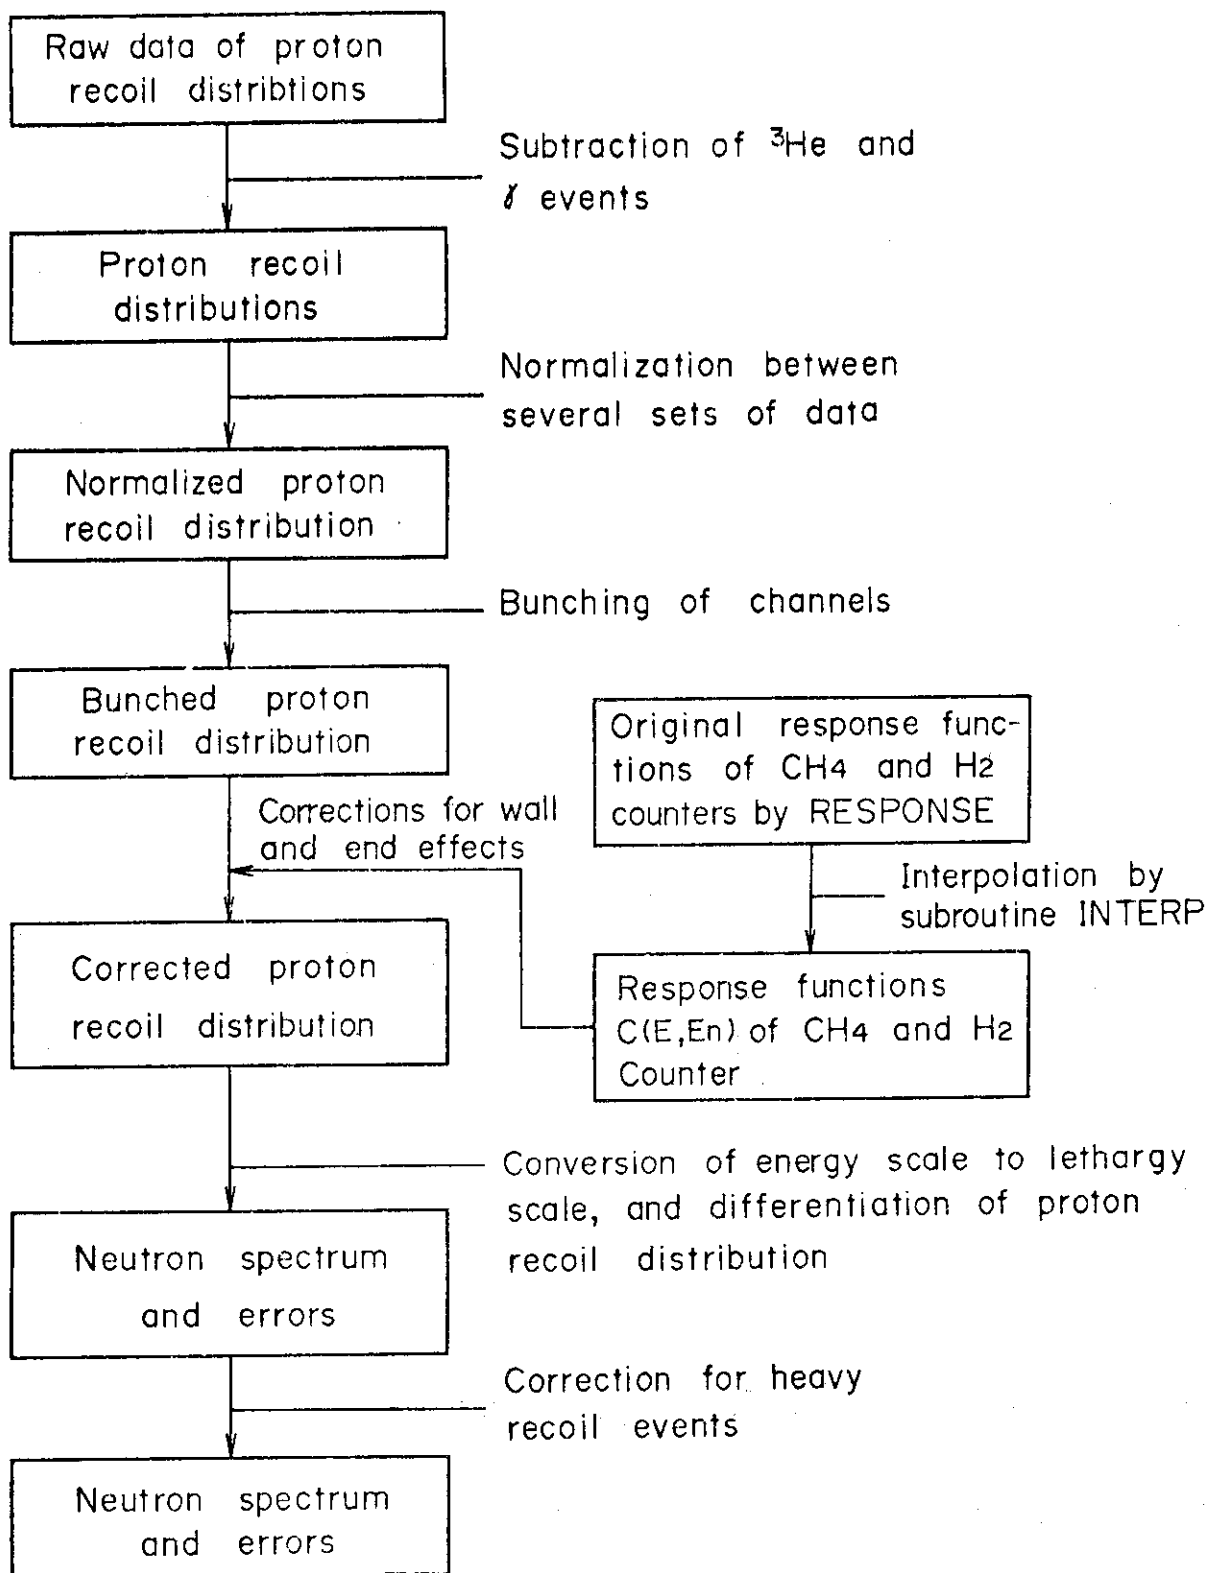 Raw data of proton
recoil distribtions
Subtraction of ³He and
γ events
Proton recoil
distributions
Normalization between
several sets of data
Normalized proton
recoil distribution
Bunching of channels
Bunched proton
recoil distribution
Original response func-
tions of CH4 and H2
counters by RESPONSE
Corrections for wall
and end effects
Interpolation by
subroutine INTERP
Corrected proton
recoil distribution
Response functions
C(E,En) of CH4 and H2
Counter
Conversion of energy scale to lethargy
scale, and differentiation of proton
recoil distribution
Neutron spectrum
and errors
Correction for heavy
recoil events
Neutron spectrum
and errors